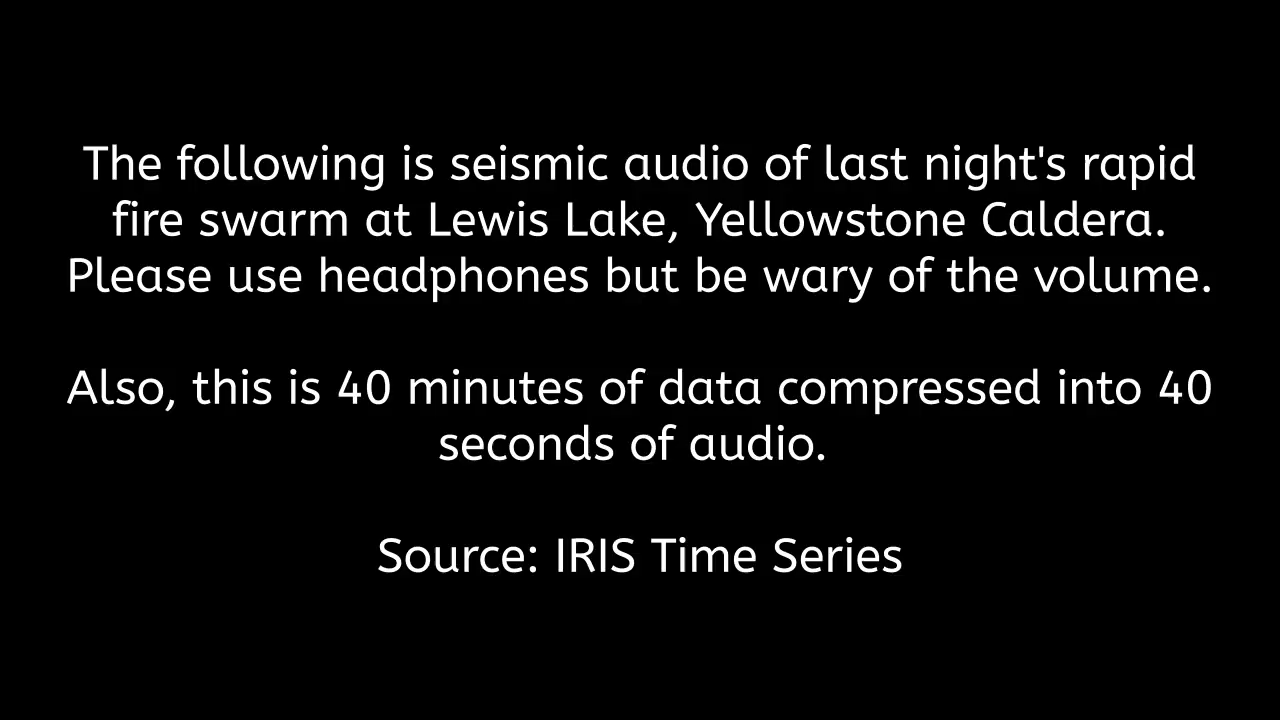 The following is seismic audio of last night's rapid
fire swarm at Lewis Lake, Yellowstone Caldera.
Please use headphones but be wary of the volume.
Also, this is 40 minutes of data compressed into 40
seconds of audio.
Source: IRIS Time Series